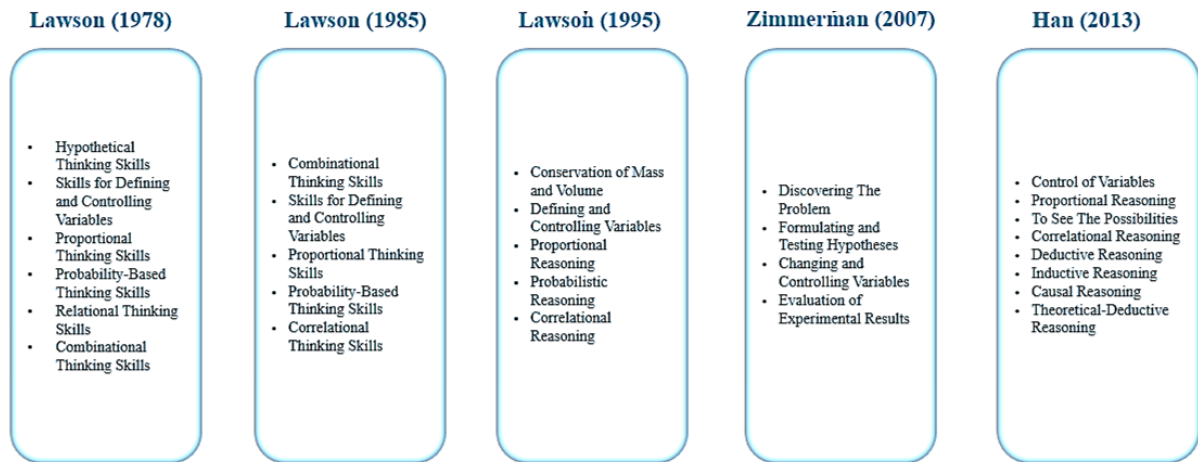 Lawson (1978)
• Hypothetical
Thinking Skills
• Skills for Defining
and Controlling
Variables
• Proportional
Thinking Skills
• Probability-Based
Thinking Skills
• Relational Thinking
Skills
• Combinational
Thinking Skills
Lawson (1985)
• Combinational
Thinking Skills
• Skills for Defining
and Controlling
Variables
• Proportional Thinking
Skills
• Probability-Based
Thinking Skills
• Correlational
Thinking Skills
Lawson (1995)
• Conservation of Mass
and Volume
• Defining and
Controlling Variables
• Proportional
Reasoning
• Probabilistic
Reasoning
• Correlational
Reasoning
Zimmerman (2007)
• Discovering The
Problem
• Formulating and
Testing Hypotheses
• Changing and
Controlling Variables
• Evaluation of
Experimental Results
Han (2013)
• Control of Variables
• Proportional Reasoning
• To See The Possibilities
• Correlational Reasoning
• Deductive Reasoning
• Inductive Reasoning
• Causal Reasoning
• Theoretical-Deductive
Reasoning